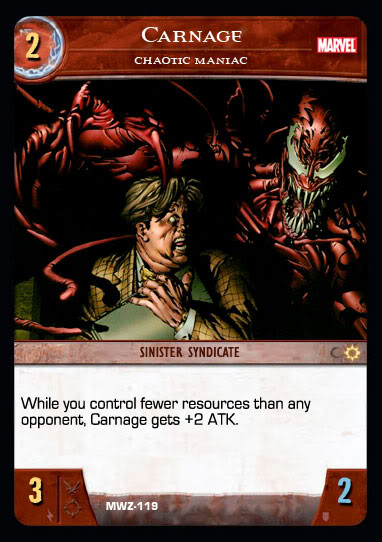 2
CARNAGE
CHAOTIC MANIAC
MARVEL
SINISTER SYNDICATE
C
While you control fewer resources than any
opponent, Carnage gets +2 ATK.
3
MWZ-119
2